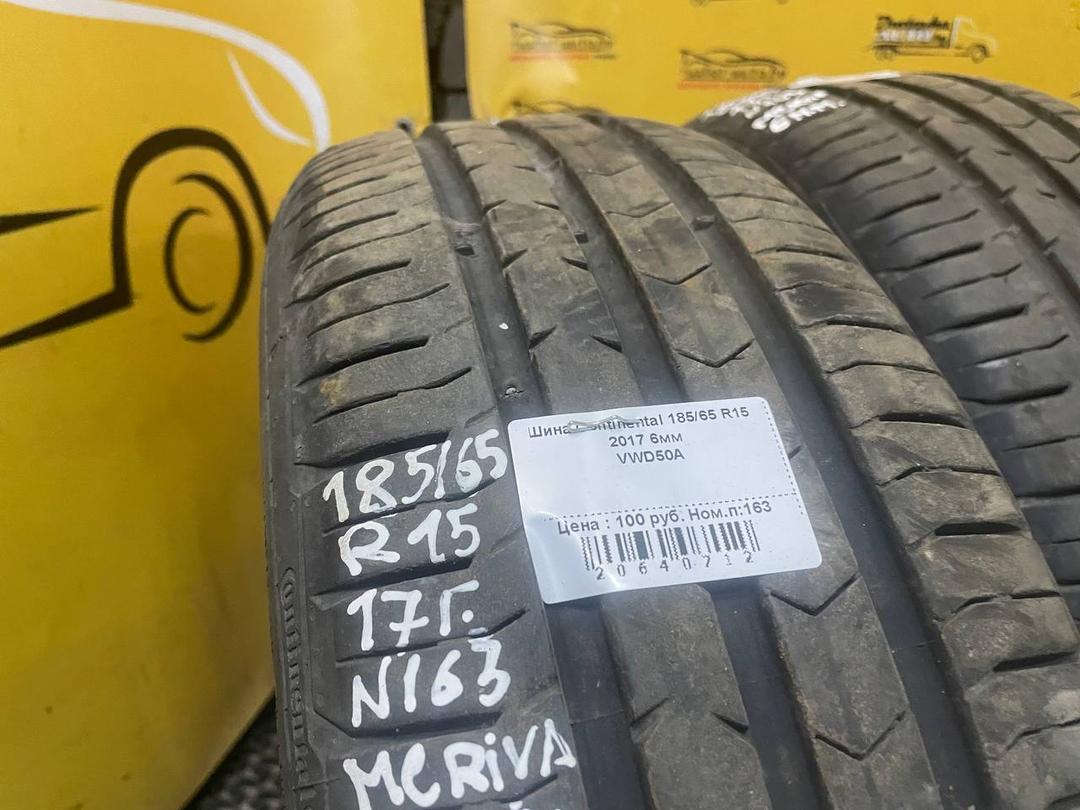 Шина Continental 185/65 R15
2017 6мм
VWD50A
Цена : 100 руб. Ном.п:163
20640712
185/65
R15
17г.
N163
MERIVA